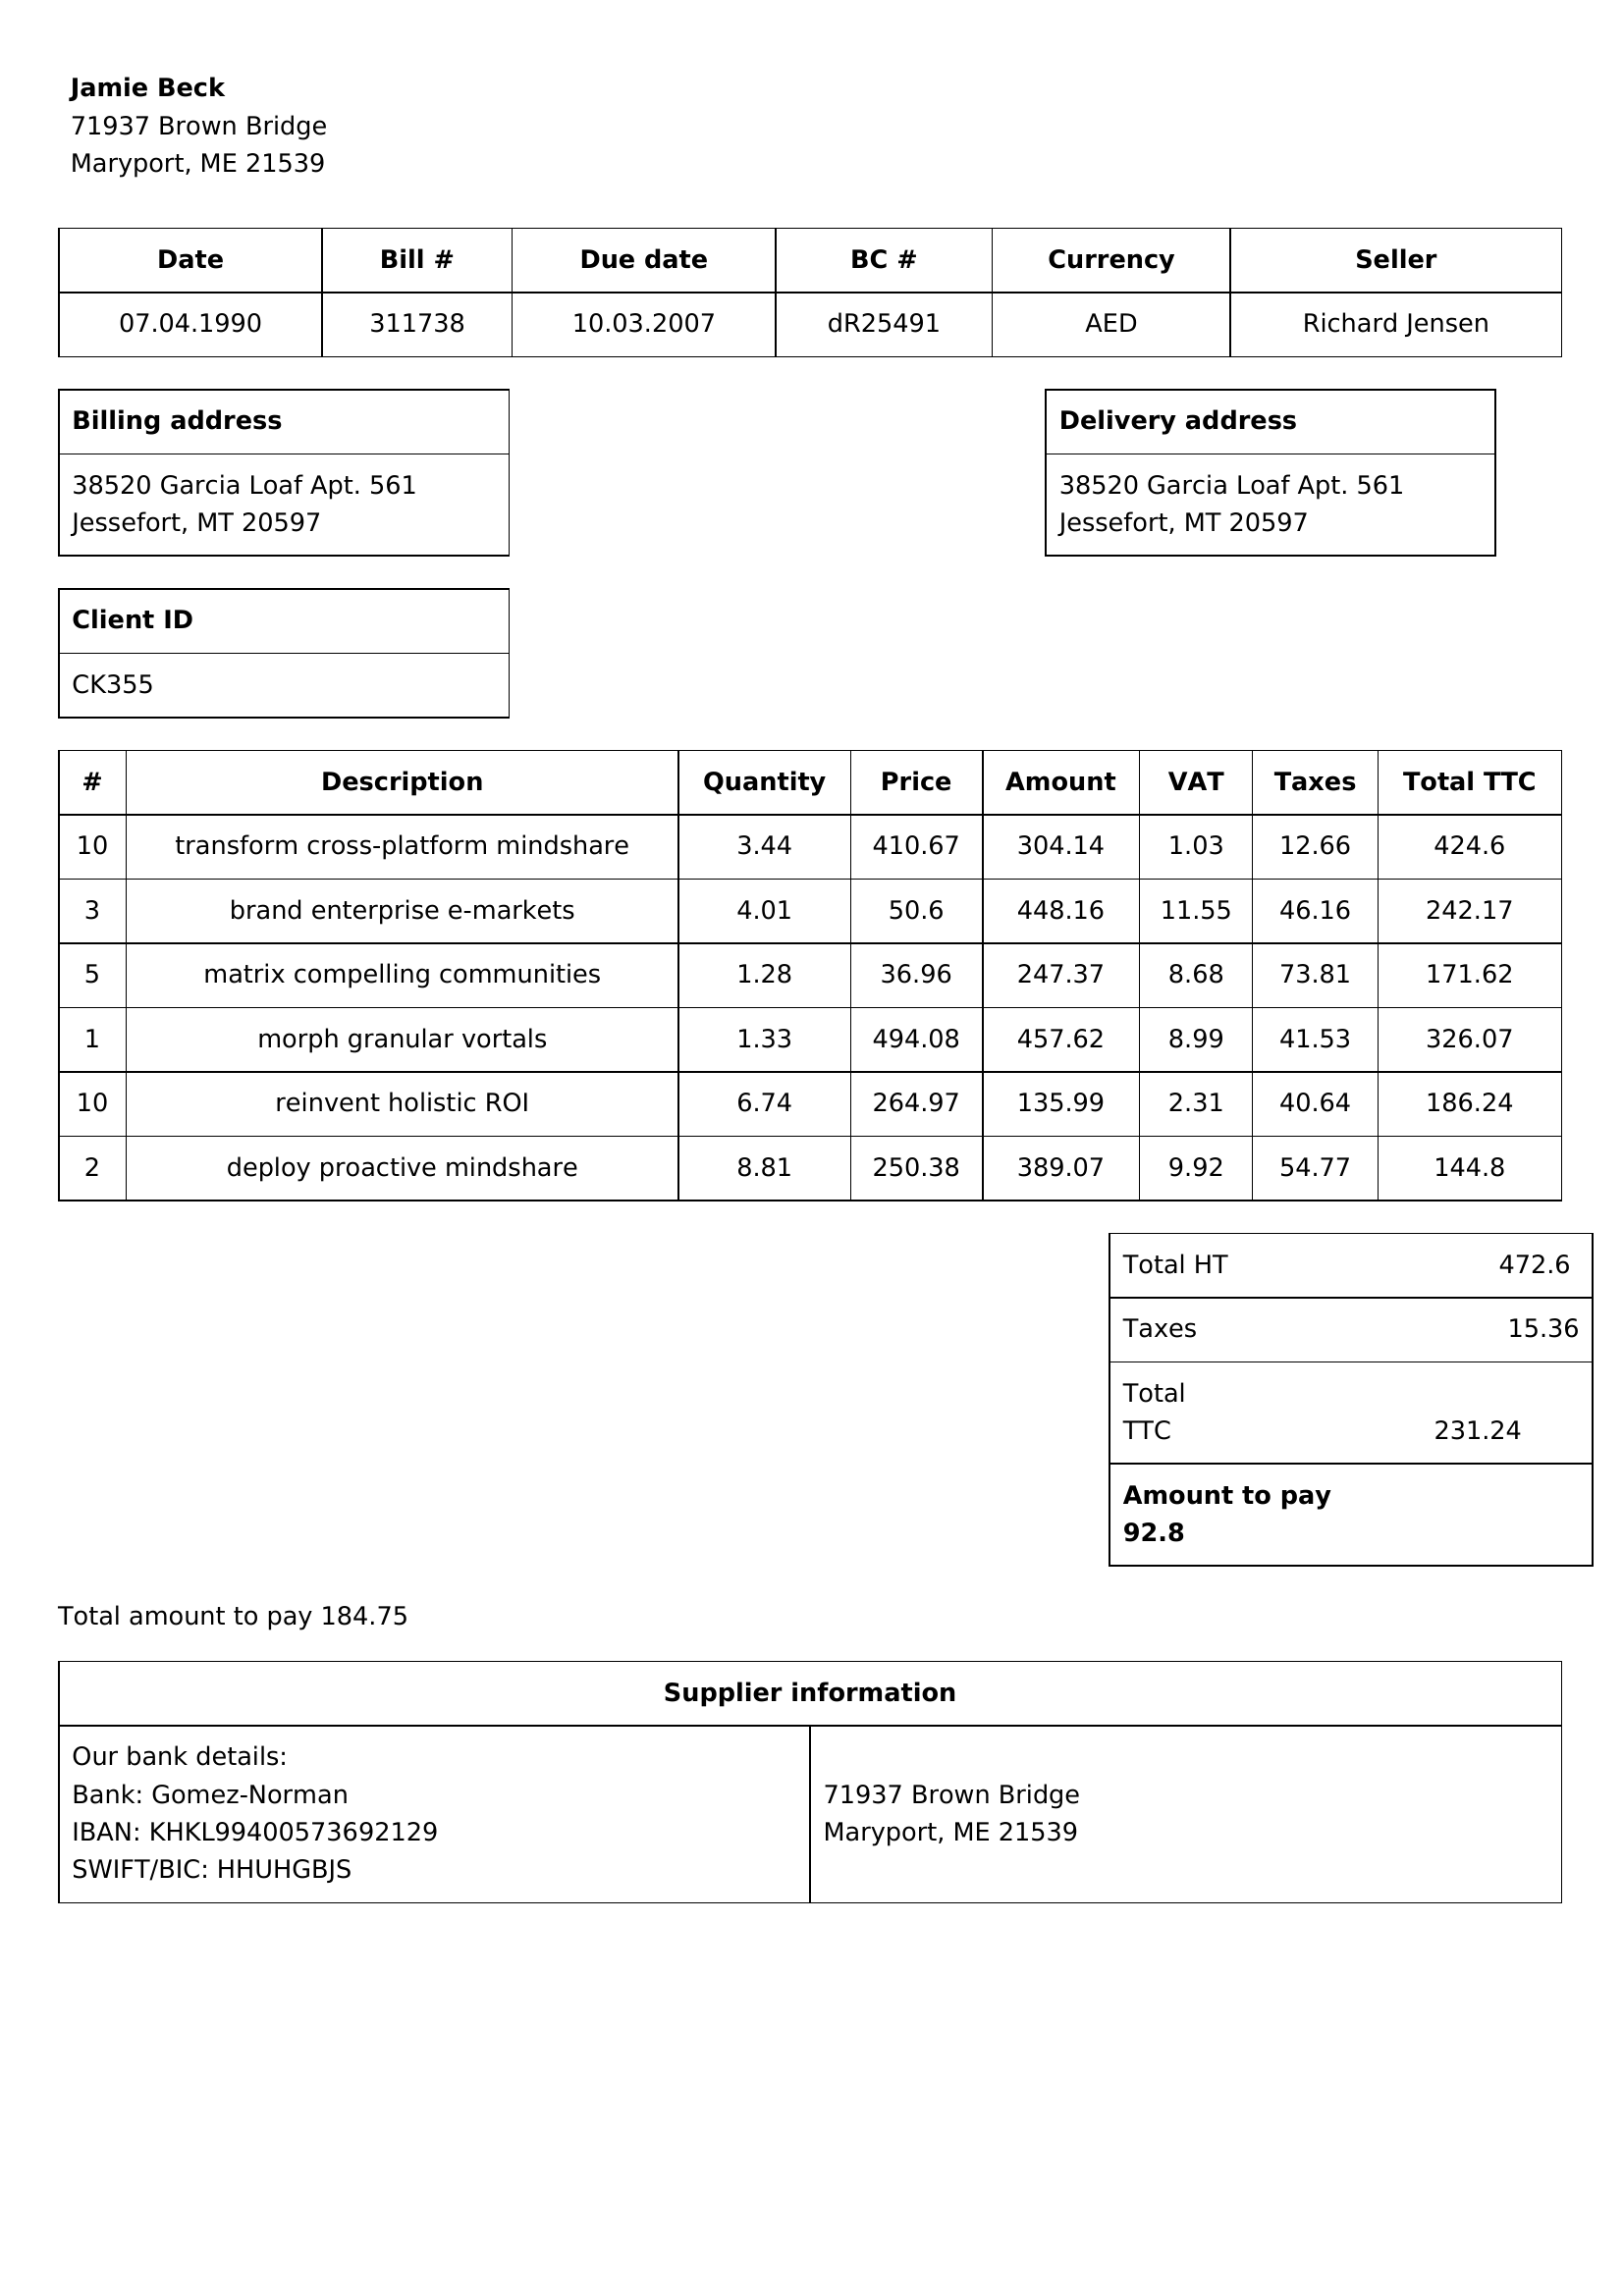 Jamie Beck
71937 Brown Bridge
Maryport, ME 21539
Date Bill # Due date BC # Currency Seller
07.04.1990 311738 10.03.2007 dR25491 AED Richard Jensen
Billing address
38520 Garcia Loaf Apt. 561
Jessefort, MT 20597
Delivery address
38520 Garcia Loaf Apt. 561
Jessefort, MT 20597
Client ID
CK355
# Description Quantity Price Amount VAT Taxes Total TTC
10 transform cross-platform mindshare 3.44 410.67 304.14 1.03 12.66 424.6
3 brand enterprise e-markets 4.01 50.6 448.16 11.55 46.16 242.17
5 matrix compelling communities 1.28 36.96 247.37 8.68 73.81 171.62
1 morph granular vortals 1.33 494.08 457.62 8.99 41.53 326.07
10 reinvent holistic ROI 6.74 264.97 135.99 2.31 40.64 186.24
2 deploy proactive mindshare 8.81 250.38 389.07 9.92 54.77 144.8
Total HT 472.6
Taxes 15.36
Total
TTC 231.24
Amount to pay
92.8
Total amount to pay 184.75
Supplier information
Our bank details:
Bank: Gomez-Norman
IBAN: KHKL99400573692129
SWIFT/BIC: HHUHGBJS
71937 Brown Bridge
Maryport, ME 21539